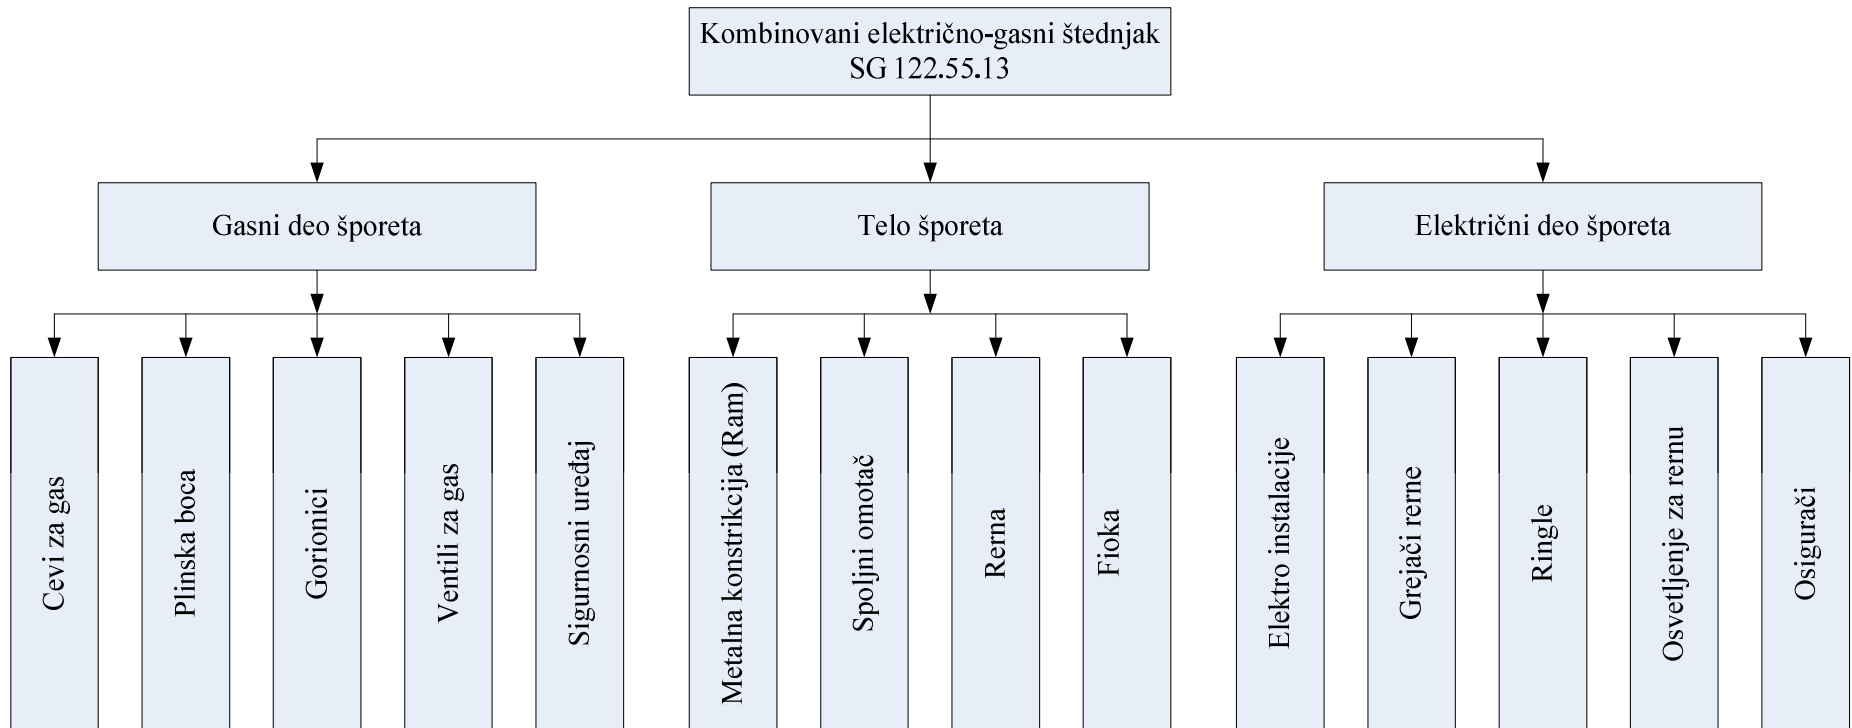 Kombinovani električno-gasni štednjak
SG 122.55.13
Gasni deo šporeta
Telo šporeta
Električni deo šporeta
Cevi za gas
Plinska boca
Gorionici
Ventili za gas
Sigurnosni uređaj
Metalna konstrikcija (Ram)
Spoljni omotač
Rerna
Fioka
Elektro instalacije
Grejači rerne
Ringle
Osvetljenje za rernu
Osigurači